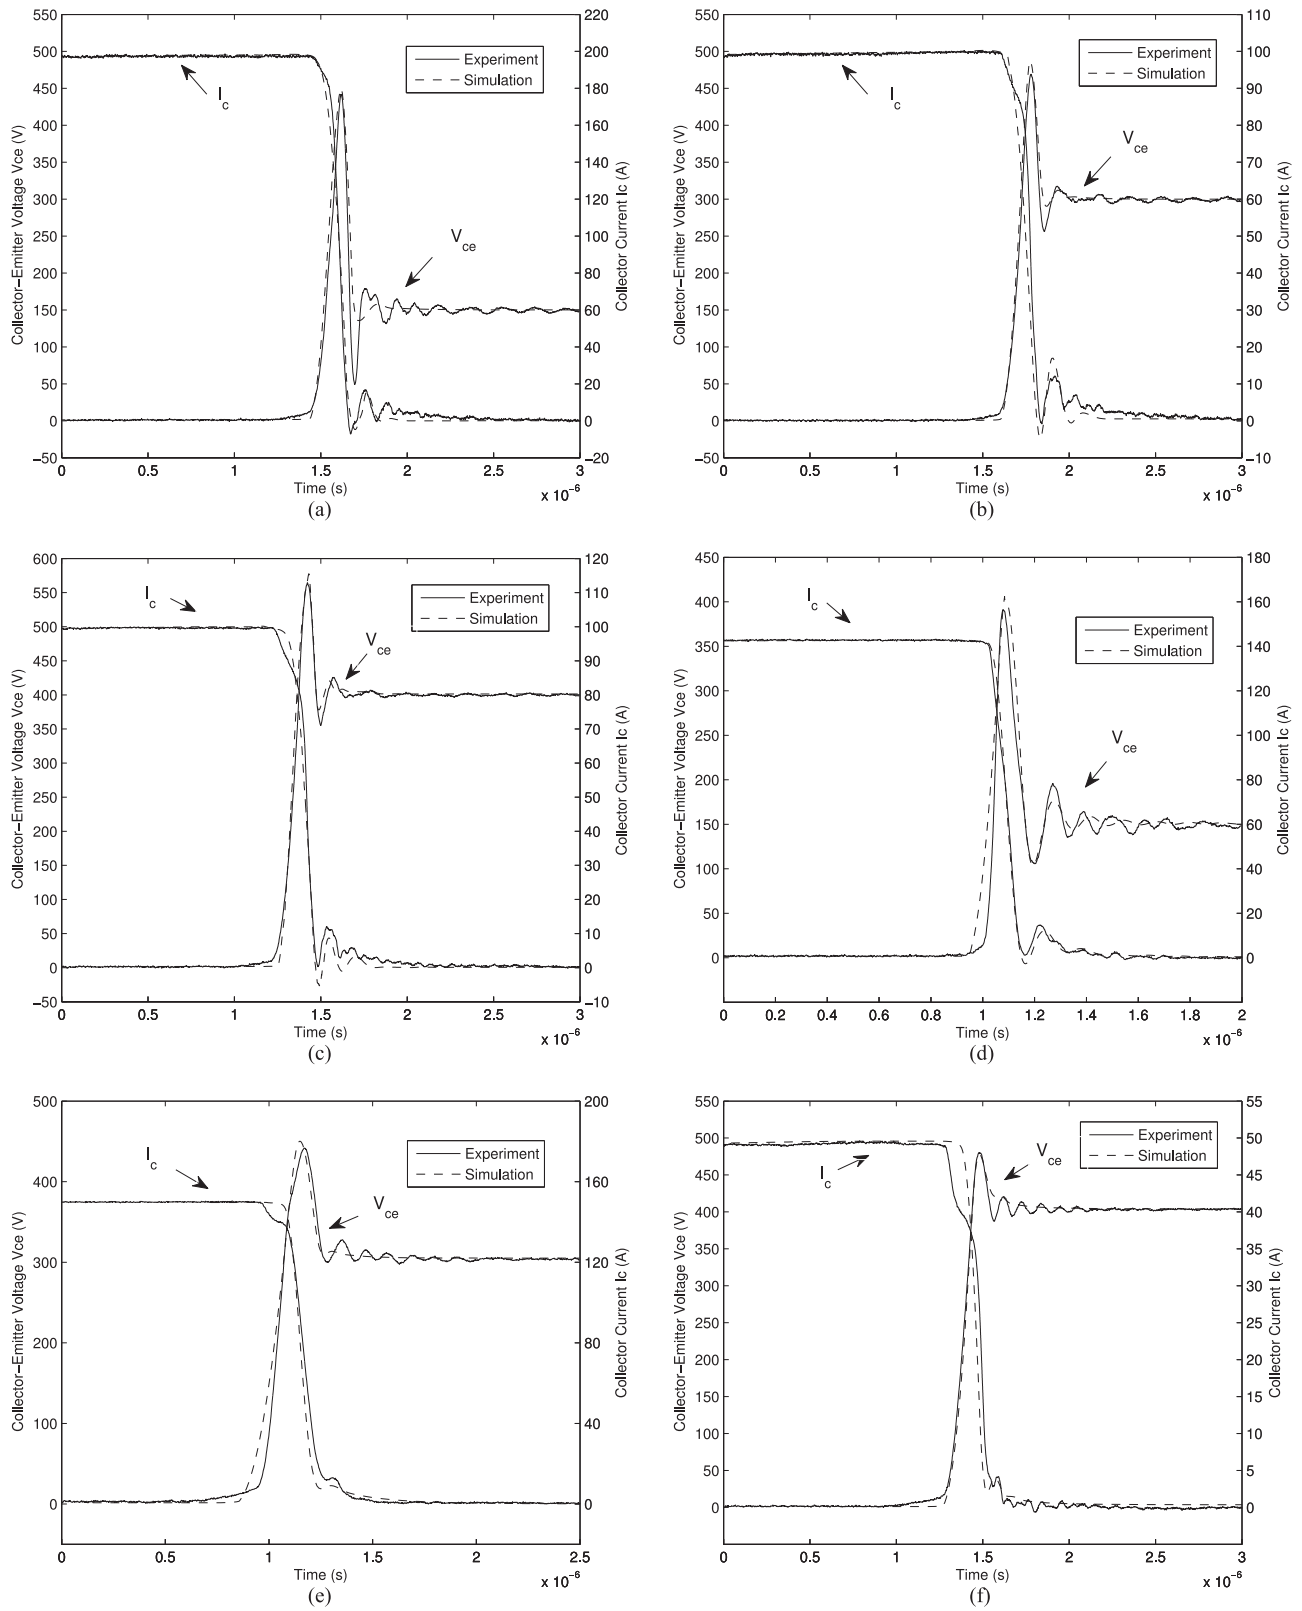 550
500
450
400
350
300
250
200
150
100
50
0
−50
Collector−Emitter Voltage Vce (V)
220
200
180
160
140
120
100
80
60
40
20
0
−20
Collector Current Ic (A)
Experiment
Simulation
Ic
Vce
0 0.5 1 1.5 2 2.5 3
Time (s)
x 10−6
(a)
550
500
450
400
350
300
250
200
150
100
50
0
−50
Collector−Emitter Voltage Vce (V)
110
100
90
80
70
60
50
40
30
20
10
0
−10
Collector Current Ic (A)
Experiment
Simulation
Ic
Vce
0 0.5 1 1.5 2 2.5 3
Time (s)
x 10−6
(b)
600
550
500
450
400
350
300
250
200
150
100
50
0
−50
Collector−Emitter Voltage Vce (V)
120
110
100
90
80
70
60
50
40
30
20
10
0
−10
Collector Current Ic (A)
Experiment
Simulation
Ic
Vce
0 0.5 1 1.5 2 2.5 3
Time (s)
x 10−6
(c)
450
400
350
300
250
200
150
100
50
0
Collector−Emitter Voltage Vce (V)
180
160
140
120
100
80
60
40
20
0
Collector Current Ic (A)
Experiment
Simulation
Ic
Vce
0 0.2 0.4 0.6 0.8 1 1.2 1.4 1.6 1.8 2
Time (s)
x 10−6
(d)
500
400
300
200
100
0
Collector−Emitter Voltage Vce (V)
200
160
120
80
40
0
Collector Current Ic (A)
Experiment
Simulation
Ic
Vce
0 0.5 1 1.5 2 2.5
Time (s)
x 10−6
(e)
550
500
450
400
350
300
250
200
150
100
50
0
Collector−Emitter Voltage Vce (V)
55
50
45
40
35
30
25
20
15
10
5
0
Collector Current Ic (A)
Experiment
Simulation
Ic
Vce
0 0.5 1 1.5 2 2.5 3
Time (s)
x 10−6
(f)